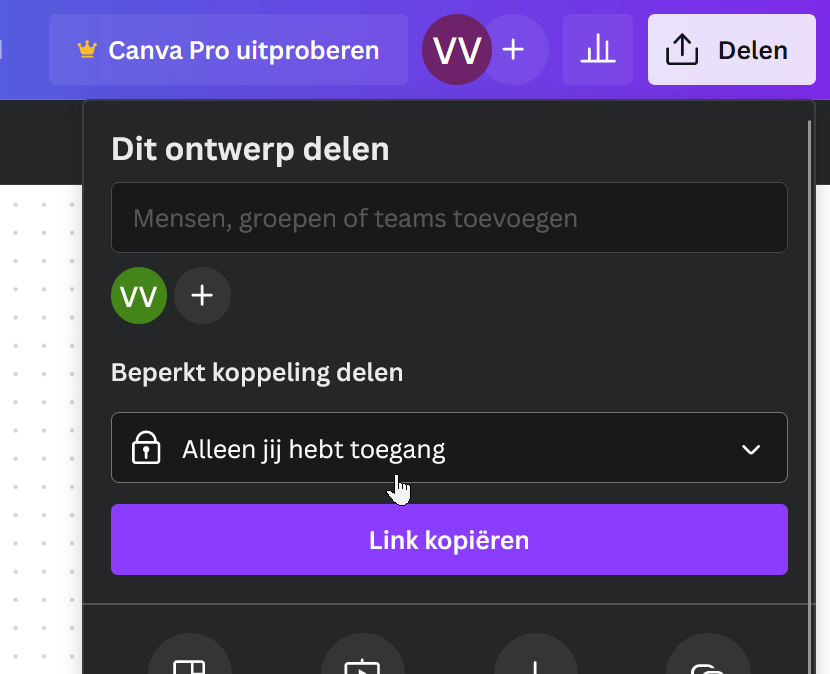 Canva Pro uitproberen
VV
Delen
Dit ontwerp delen
Mensen, groepen of teams toevoegen
VV
Beperkt koppeling delen
Alleen jij hebt toegang
Link kopiëren